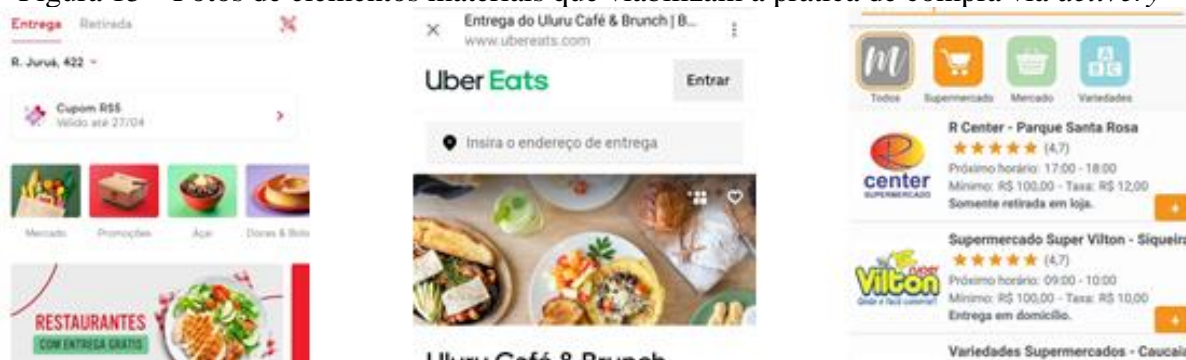 Figura 13 – Fotos de elementos materiais que viabilizam a prática de compra via delivery
Entrega Retirada
R. Juruá, 422
Cupom R$5
Válido até 27/04
Mercado Promoções Açaí Doces &
RESTAURANTES
COM ENTREGA GRÁTIS
Entrega do Uluru Café & Brunch | B...
www.ubereats.com
Uber Eats
Entrar
Insira o endereço de entrega
Uluru Café & Brunch
m
Todos Supermercado Mercado Variedades
R Center - Parque Santa Rosa
(4,7)
Próximo horário: 17:00 - 18:00
Mínimo: R$ 100,00 - Taxa: R$ 12,00
Somente retirada em loja.
R
center
SUPERMERCADO
Supermercado Super Vilton - Siqueira
(4,7)
Próximo horário: 09:00 - 10:00
Mínimo: R$ 100,00 - Taxa: R$ 10,00
Entrega em domicílio.
super
Vilton
Variedades Supermercados - Caucaia